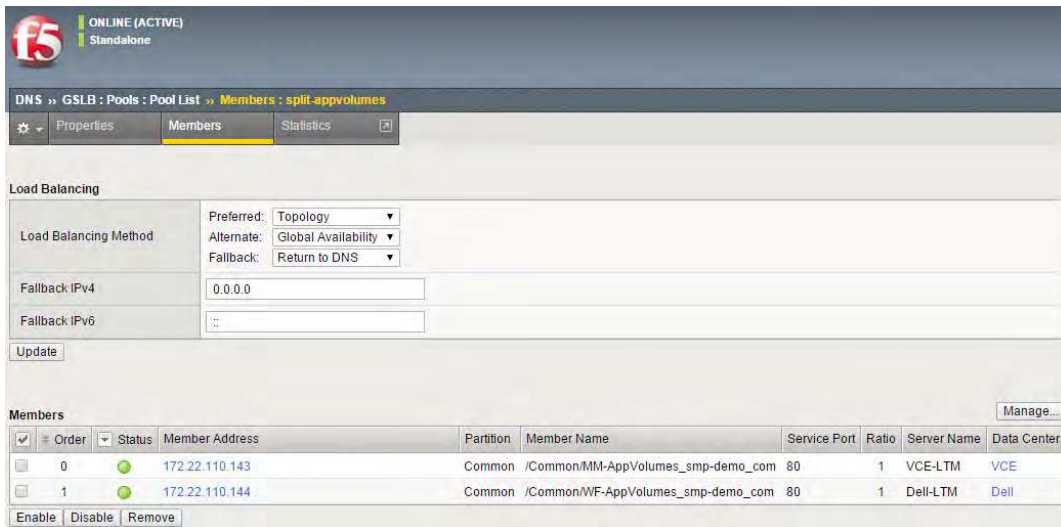 f5
ONLINE (ACTIVE)
Standalone
DNS ›› GSLB : Pools : Pool List ›› Members : split-appvolumes
Properties Members Statistics
Load Balancing
Load Balancing Method
Preferred: Topology
Alternate: Global Availability
Fallback: Return to DNS
Fallback IPv4 0.0.0.0
Fallback IPv6 ::
Update
Members Manage...
Order Status Member Address Partition Member Name Service Port Ratio Server Name Data Center
0 172.22.110.143 Common /Common/MM-AppVolumes_smp-demo_com 80 1 VCE-LTM VCE
1 172.22.110.144 Common /Common/WF-AppVolumes_smp-demo_com 80 1 Dell-LTM Dell
Enable Disable Remove